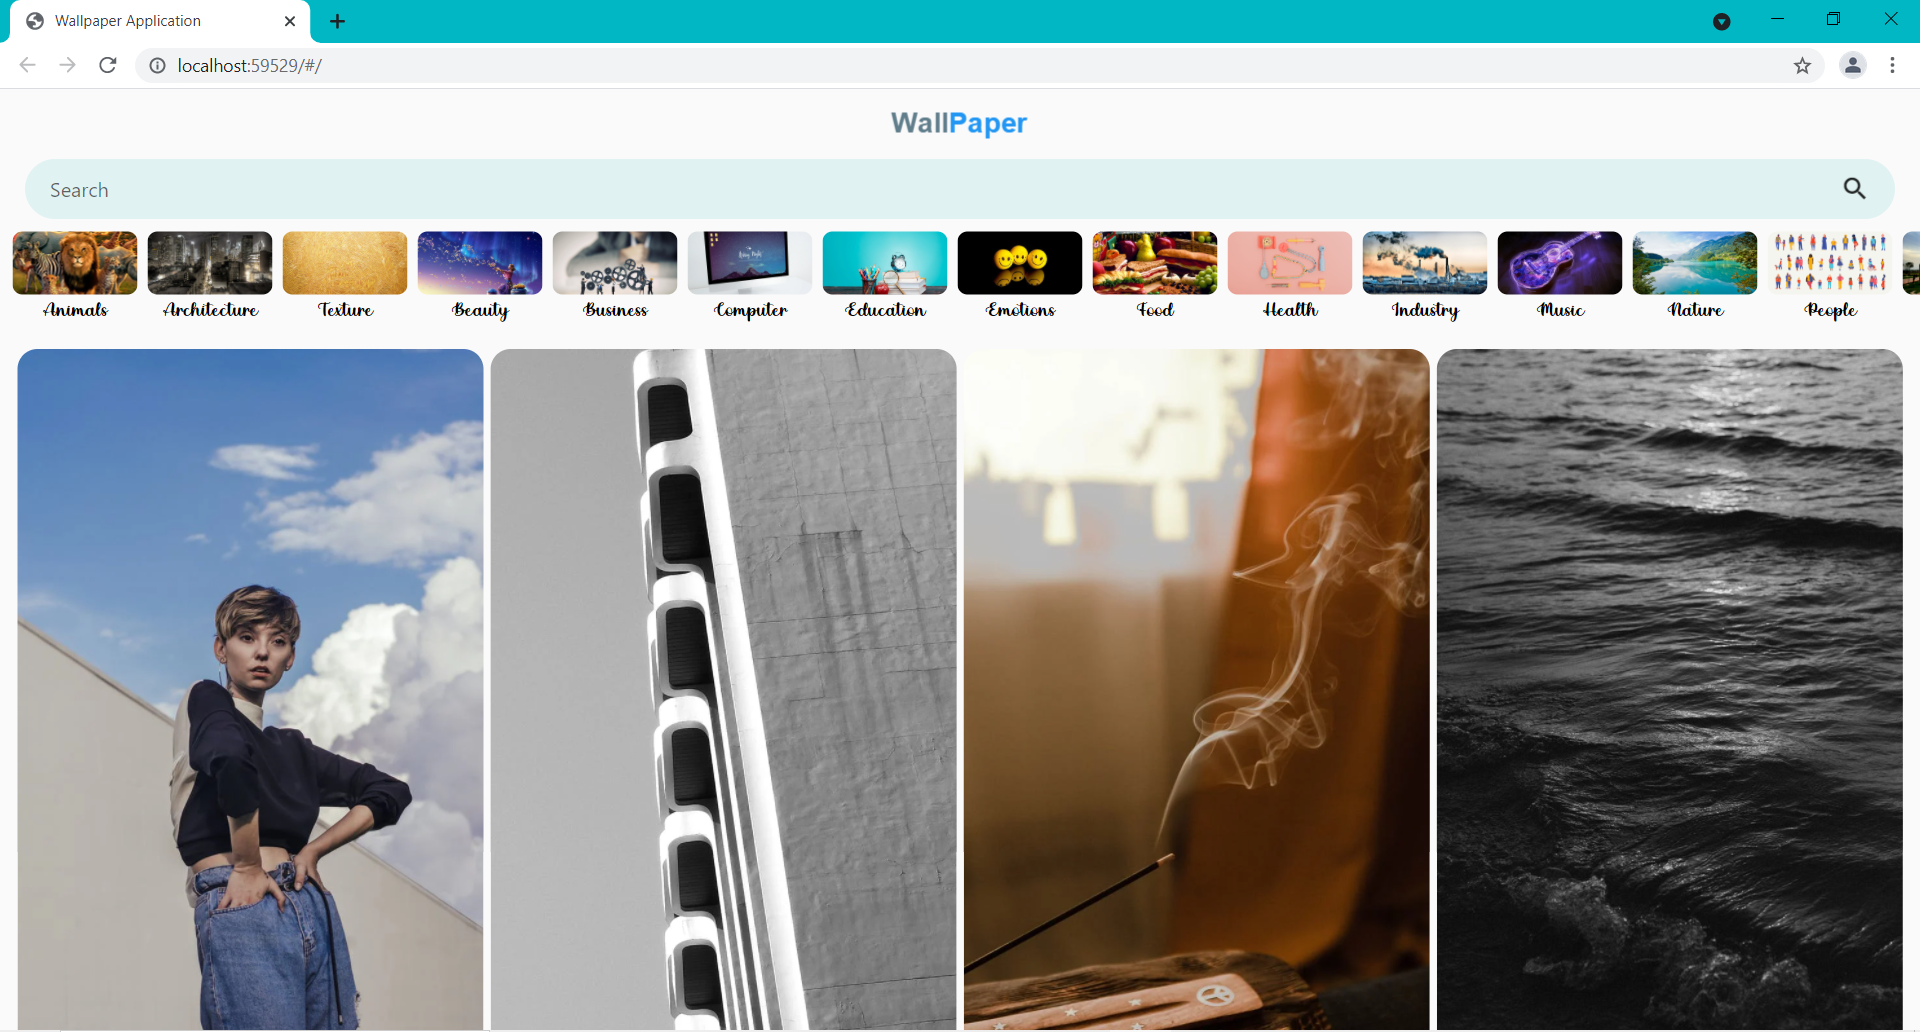 Wallpaper Application
localhost:59529/#/
WallPaper
Search
Animals
Architecture
Texture
Beauty
Business
Computer
Education
Emotions
Food
Health
Industry
Music
Nature
People